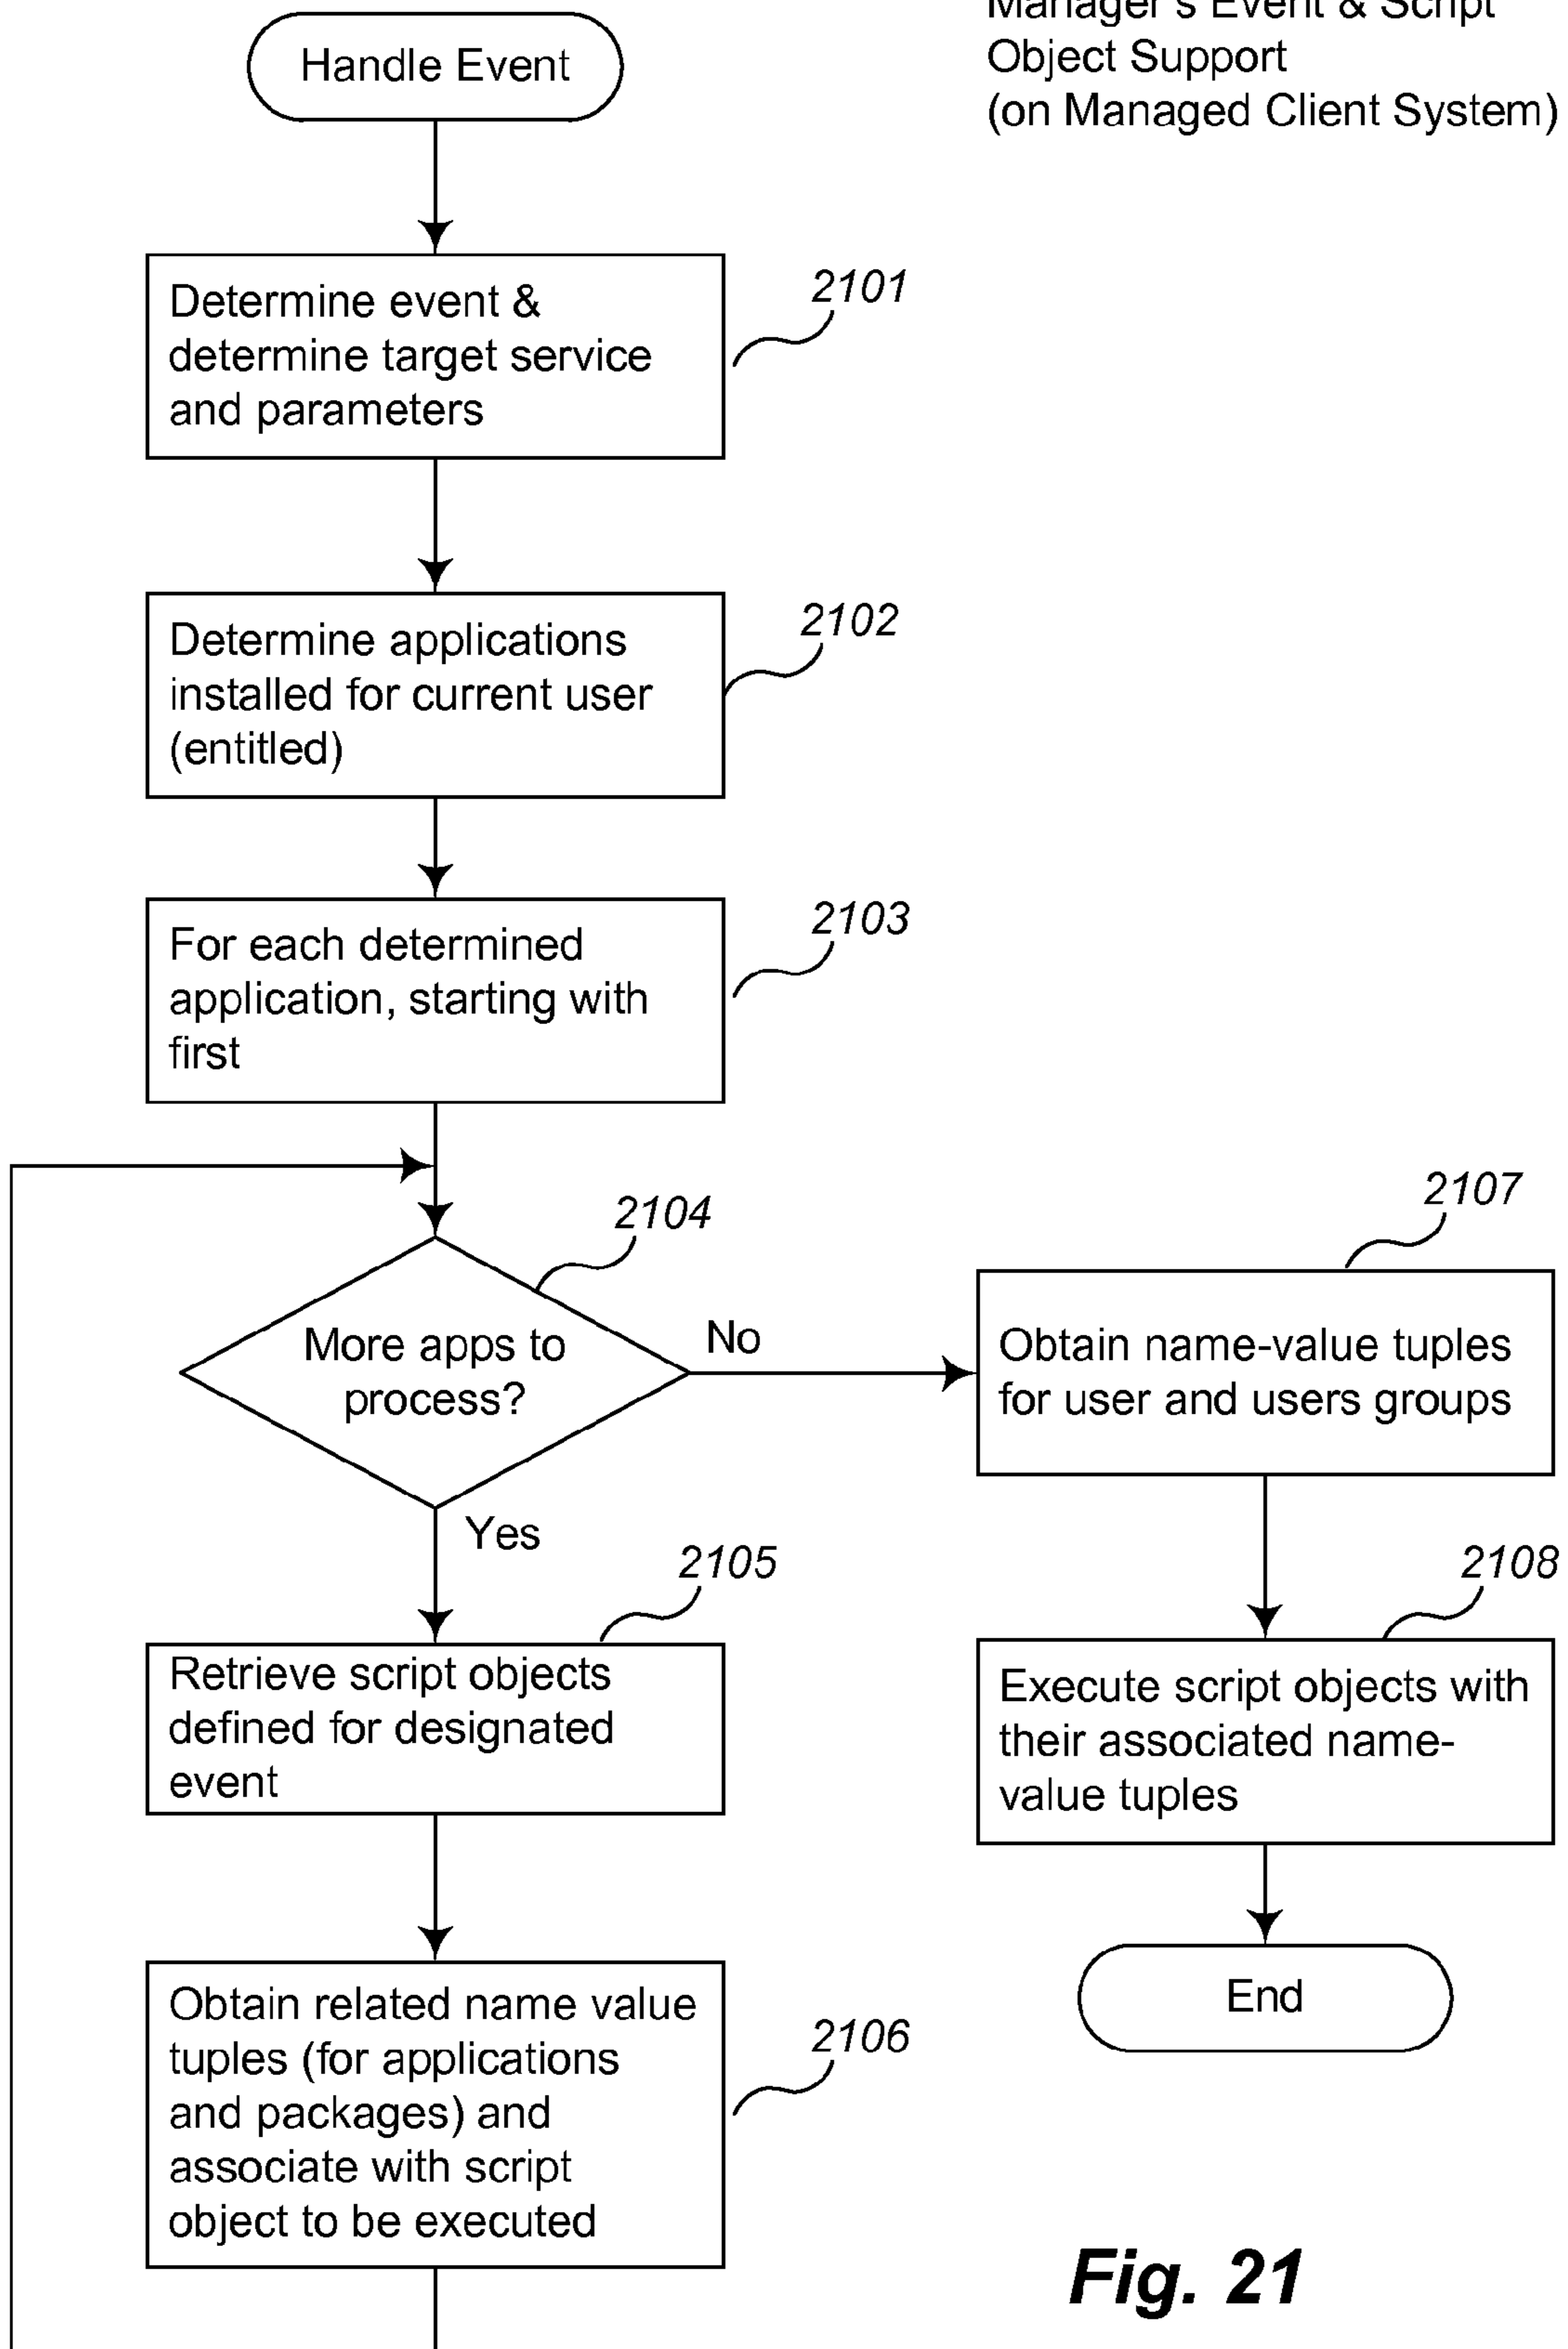 Manager's Event & Script
Object Support
(on Managed Client System)
Handle Event
2101
Determine event &
determine target service
and parameters
2102
Determine applications
installed for current user
(entitled)
2103
For each determined
application, starting with
first
2104
More apps to
process?
No
Yes
2105
Retrieve script objects
defined for designated
event
2106
Obtain related name value
tuples (for applications
and packages) and
associate with script
object to be executed
2107
Obtain name-value tuples
for user and users groups
2108
Execute script objects with
their associated name-
value tuples
End
Fig. 21